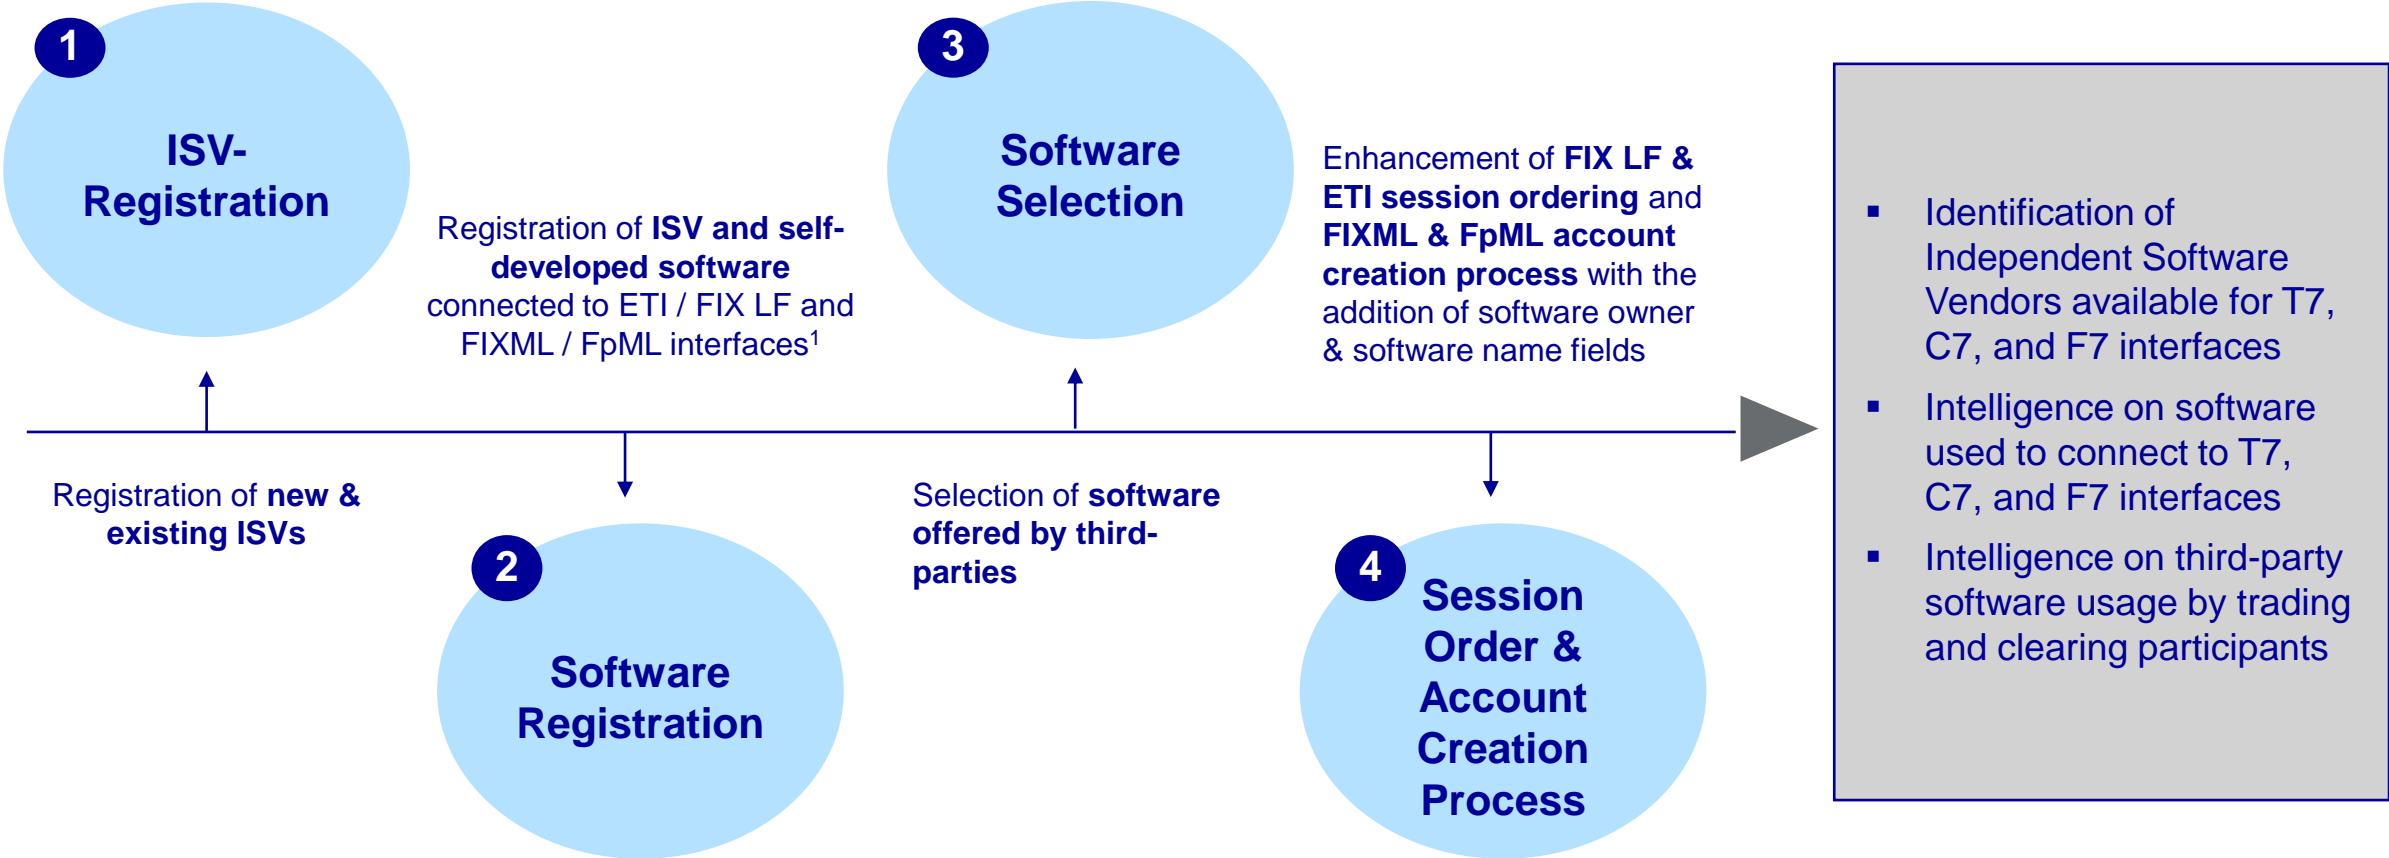 1
ISV-
Registration
Registration of new &
existing ISVs
Registration of ISV and self-
developed software
connected to ETI / FIX LF and
FIXML / FpML interfaces¹
2
Software
Registration
3
Software
Selection
Selection of software
offered by third-
parties
Enhancement of FIX LF &
ETI session ordering and
FIXML & FpML account
creation process with the
addition of software owner
& software name fields
4
Session
Order &
Account
Creation
Process
▪ Identification of
Independent Software
Vendors available for T7,
C7, and F7 interfaces
▪ Intelligence on software
used to connect to T7,
C7, and F7 interfaces
▪ Intelligence on third-party
software usage by trading
and clearing participants